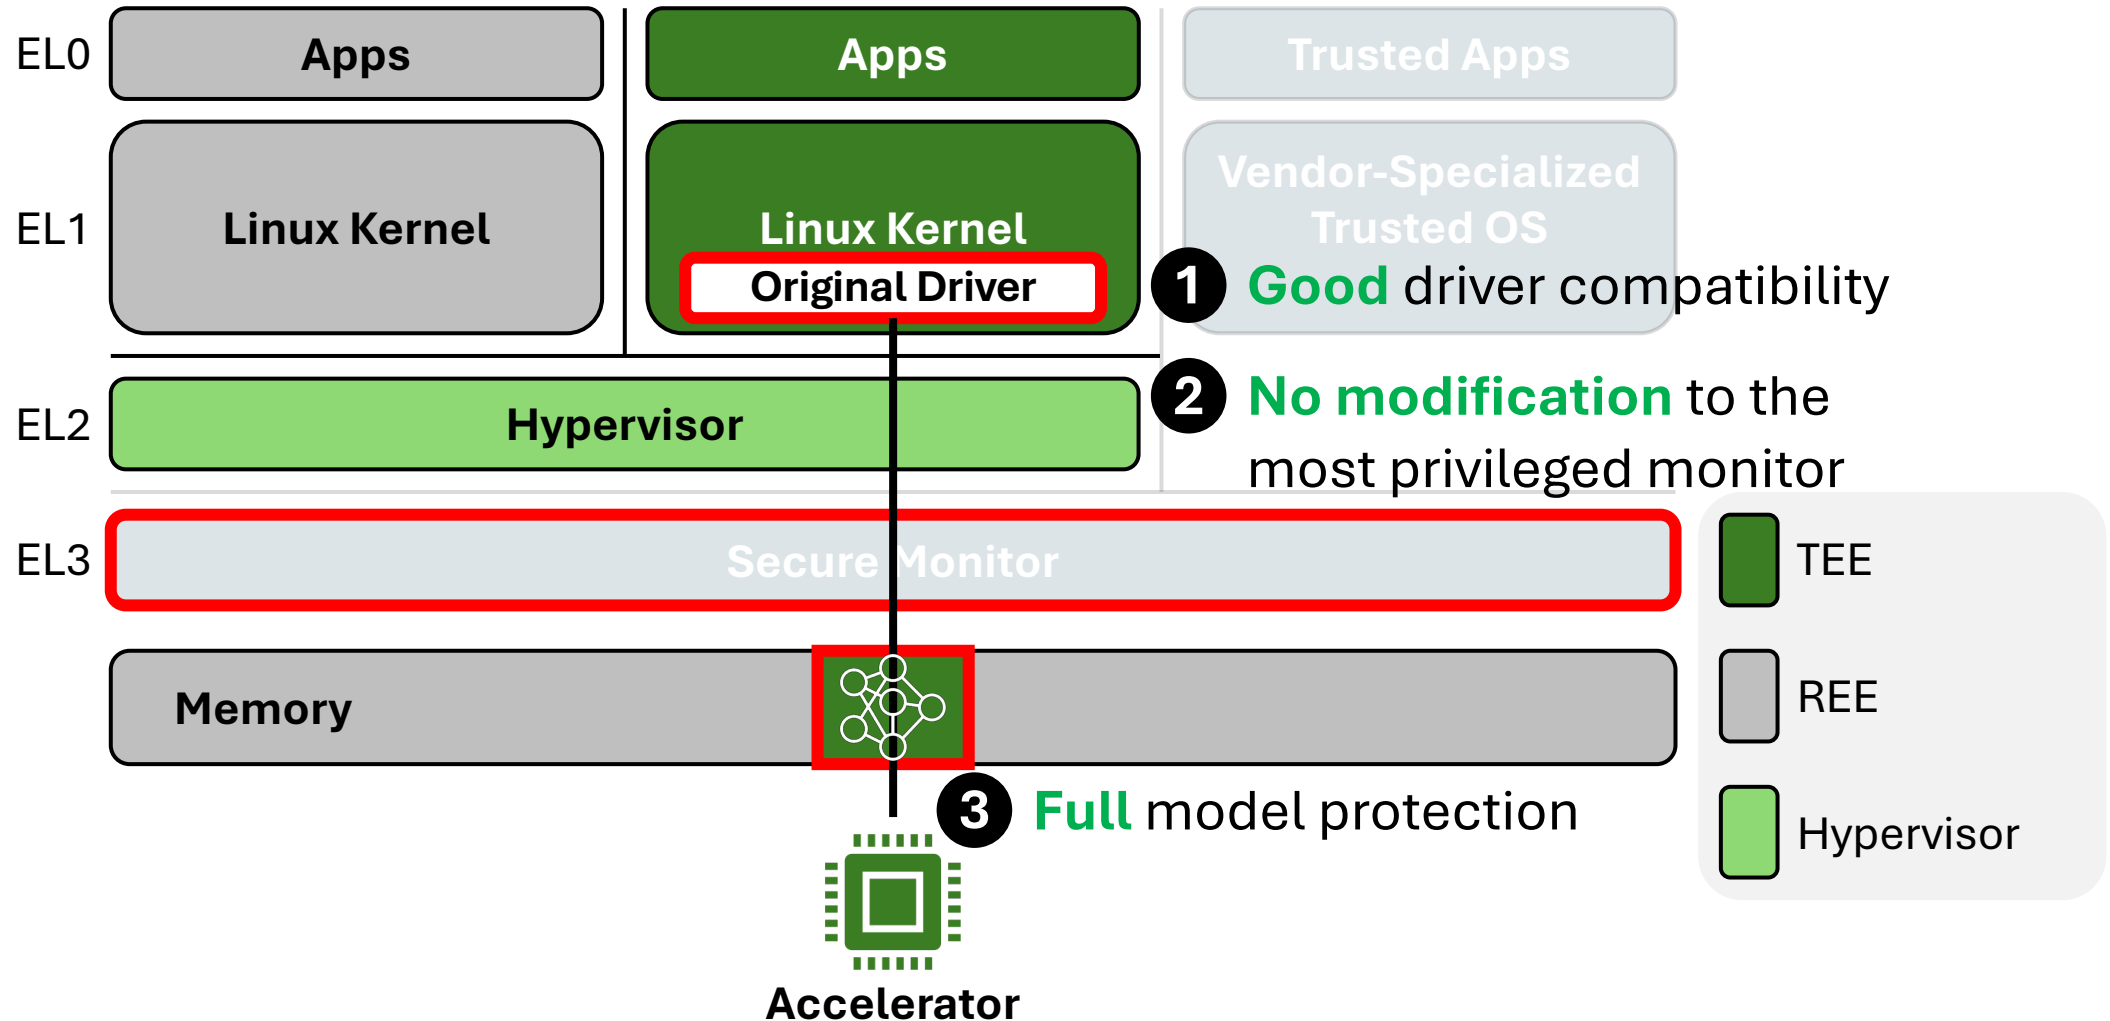 EL0
Apps
Apps
Trusted Apps
EL1
Linux Kernel
Linux Kernel
Original Driver
Vendor-Specialized
Trusted OS
1 Good driver compatibility
EL2
Hypervisor
2 No modification to the
most privileged monitor
EL3
Secure Monitor
Memory
3 Full model protection
Accelerator
TEE
REE
Hypervisor